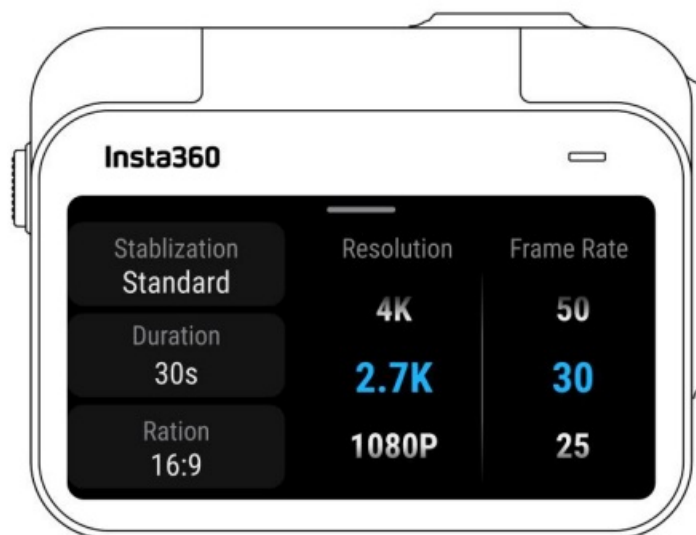 Insta360
Stablization
Standard
Duration
30s
Ration
16:9
Resolution
4K
2.7K
1080P
Frame Rate
50
30
25